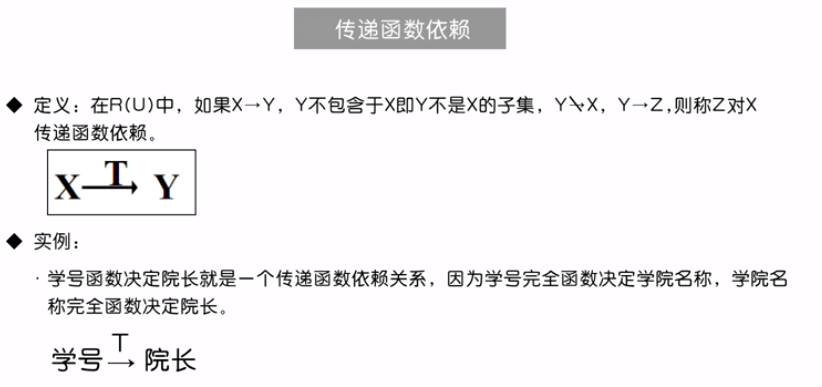 传递函数依赖
◆ 定义：在R(U)中，如果X→Y，Y不包含于X即Y不是X的子集，Y↛X，Y→Z,则称Z对X
传递函数依赖。
T
X → Y
◆ 实例：
· 学号函数决定院长就是一个传递函数依赖关系，因为学号完全函数决定学院名称，学院名
称完全函数决定院长。
T
学号 → 院长